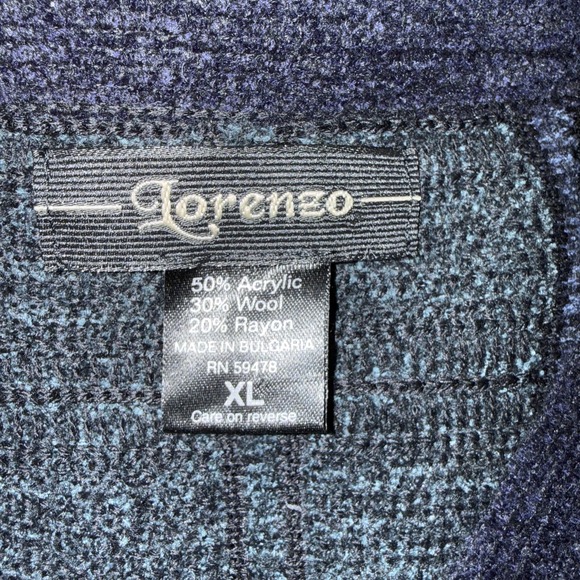 Lorenzo
50% Acrylic
30% Wool
20% Rayon
MADE IN BULGARIA
RN 59478
XL
Care on reverse